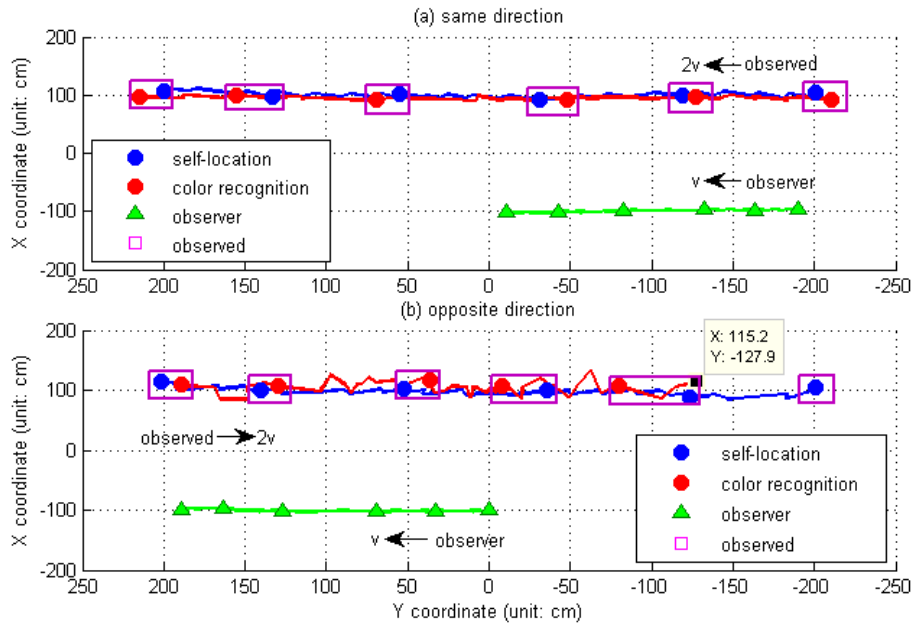 (a) same direction
X coordinate (unit: cm)
200
100
0
-100
-200
2v observed
v observer
self-location
color recognition
observer
observed
250 200 150 100 50 0 -50 -100 -150 -200 -250
(b) opposite direction
X coordinate (unit: cm)
200
100
0
-100
-200
X: 115.2
Y: -127.9
observed 2v
v observer
self-location
color recognition
observer
observed
250 200 150 100 50 0 -50 -100 -150 -200 -250
Y coordinate (unit: cm)